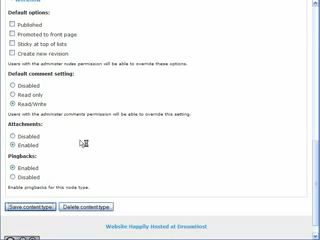 Default options:
Published
Promoted to front page
Sticky at top of lists
Create new revision
Users with the administer nodes permission will be able to override these options.
Default comment setting:
Disabled
Read only
Read/Write
Users with the administer comments permission will be able to override this setting.
Attachments:
Disabled
Enabled
Pingbacks:
Enabled
Disabled
Enable pingbacks for this node type.
Save content type
Delete content type
Website Happily Hosted at DreamHost